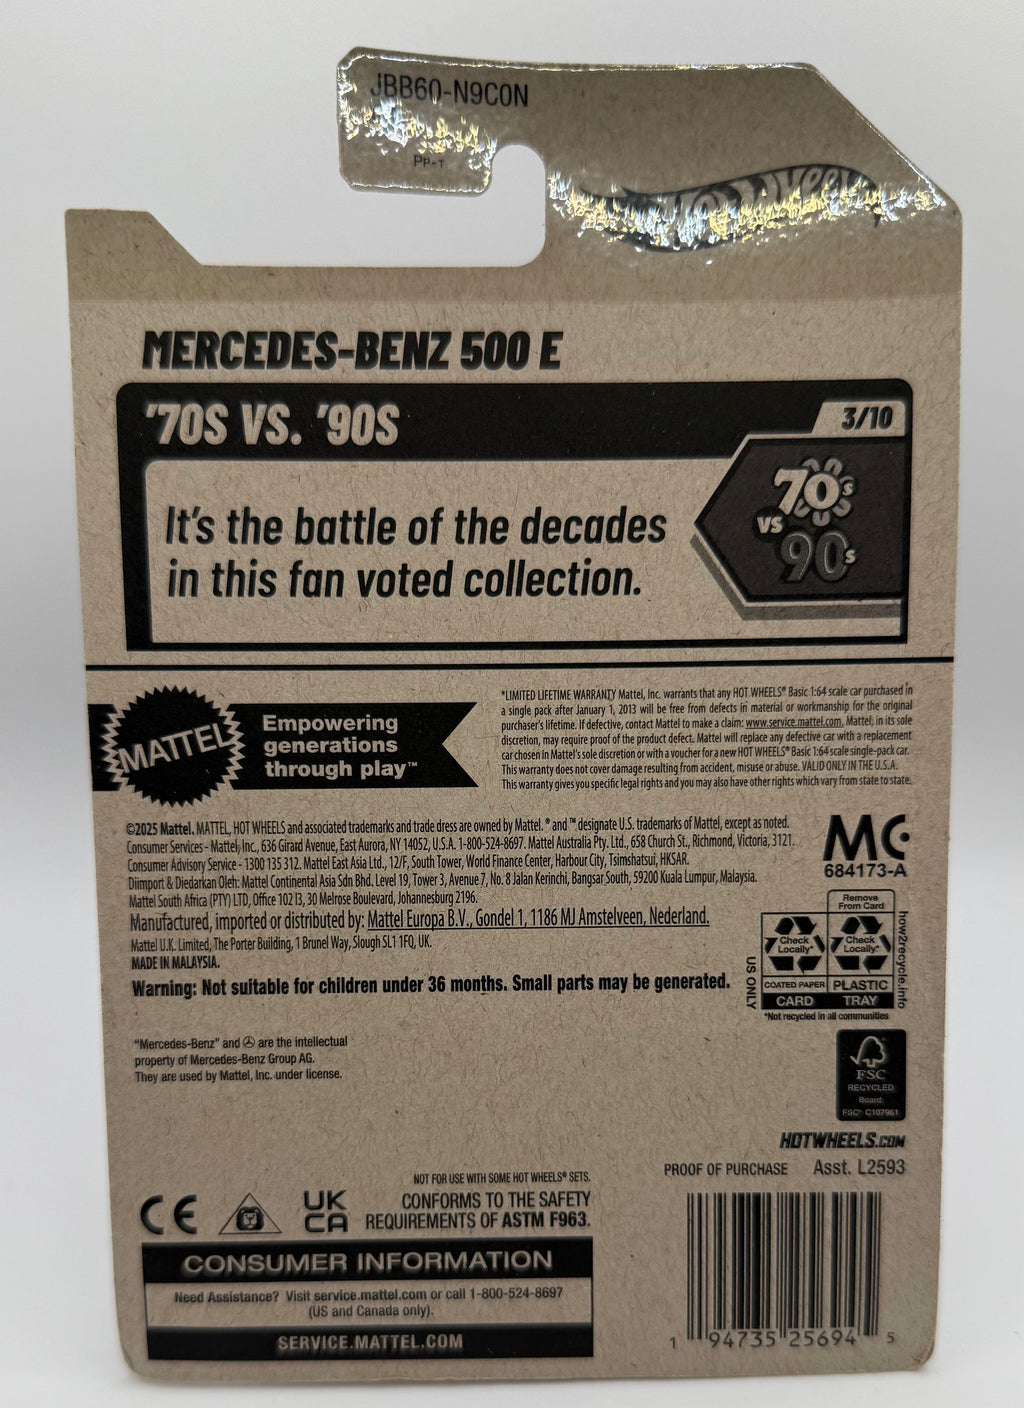 JBB60-N9C0N
PP-T
MERCEDES-BENZ 500 E
'70S VS. '90S
3/10
It's the battle of the decades
in this fan voted collection.
70s
VS
90s
MATTEL
Empowering
generations
through play™
*LIMITED LIFETIME WARRANTY Mattel, Inc. warrants that any HOT WHEELS® Basic 1:64 scale car purchased in
a single pack after January 1, 2013 will be free from defects in material or workmanship for the original
purchaser's lifetime. If defective, contact Mattel to make a claim: www.service.mattel.com. Mattel, in its sole
discretion, may require proof of the product defect. Mattel will replace any defective car with a replacement
car chosen in Mattel's sole discretion or with a voucher for a new HOT WHEELS® Basic 1:64 scale single-pack car.
This warranty does not cover damage resulting from accident, misuse or abuse. VALID ONLY IN THE U.S.A.
This warranty gives you specific legal rights and you may also have other rights which vary from state to state.
©2025 Mattel. MATTEL, HOT WHEELS and associated trademarks and trade dress are owned by Mattel. ® and ™ designate U.S. trademarks of Mattel, except as noted.
Consumer Services - Mattel, Inc., 636 Girard Avenue, East Aurora, NY 14052, U.S.A. 1-800-524-8697. Mattel Australia Pty. Ltd., 658 Church St., Richmond, Victoria, 3121.
Consumer Advisory Service - 1300 135 312. Mattel East Asia Ltd., 12/F, South Tower, World Finance Center, Harbour City, Tsimshatsui, HKSAR.
Diimport & Diedarkan Oleh: Mattel Continental Asia Sdn Bhd. Level 19, Tower 3, Avenue 7, No. 8 Jalan Kerinchi, Bangsar South, 59200 Kuala Lumpur, Malaysia.
Mattel South Africa (PTY) LTD, Office 102 I3, 30 Melrose Boulevard, Johannesburg 2196.
Manufactured, imported or distributed by: Mattel Europa B.V., Gondel 1, 1186 MJ Amstelveen, Nederland.
Mattel U.K. Limited, The Porter Building, 1 Brunel Way, Slough SL1 1FQ, UK.
MADE IN MALAYSIA.
Warning: Not suitable for children under 36 months. Small parts may be generated.
MC
684173-A
Remove
From Card
Check
Locally*
Check
Locally*
US ONLY
COATED PAPER
PLASTIC
CARD
TRAY
how2recycle.info
*Not recycled in all communities
"Mercedes-Benz" and are the intellectual
property of Mercedes-Benz Group AG.
They are used by Mattel, Inc. under license.
FSC
RECYCLED
Board
FSC® C107961
HOTWHEELS.COM
PROOF OF PURCHASE Asst. L2593
NOT FOR USE WITH SOME HOT WHEELS® SETS.
CE
UK
CA
CONFORMS TO THE SAFETY
REQUIREMENTS OF ASTM F963.
CONSUMER INFORMATION
Need Assistance? Visit service.mattel.com or call 1-800-524-8697
(US and Canada only).
SERVICE.MATTEL.COM
1 94735 25694 5